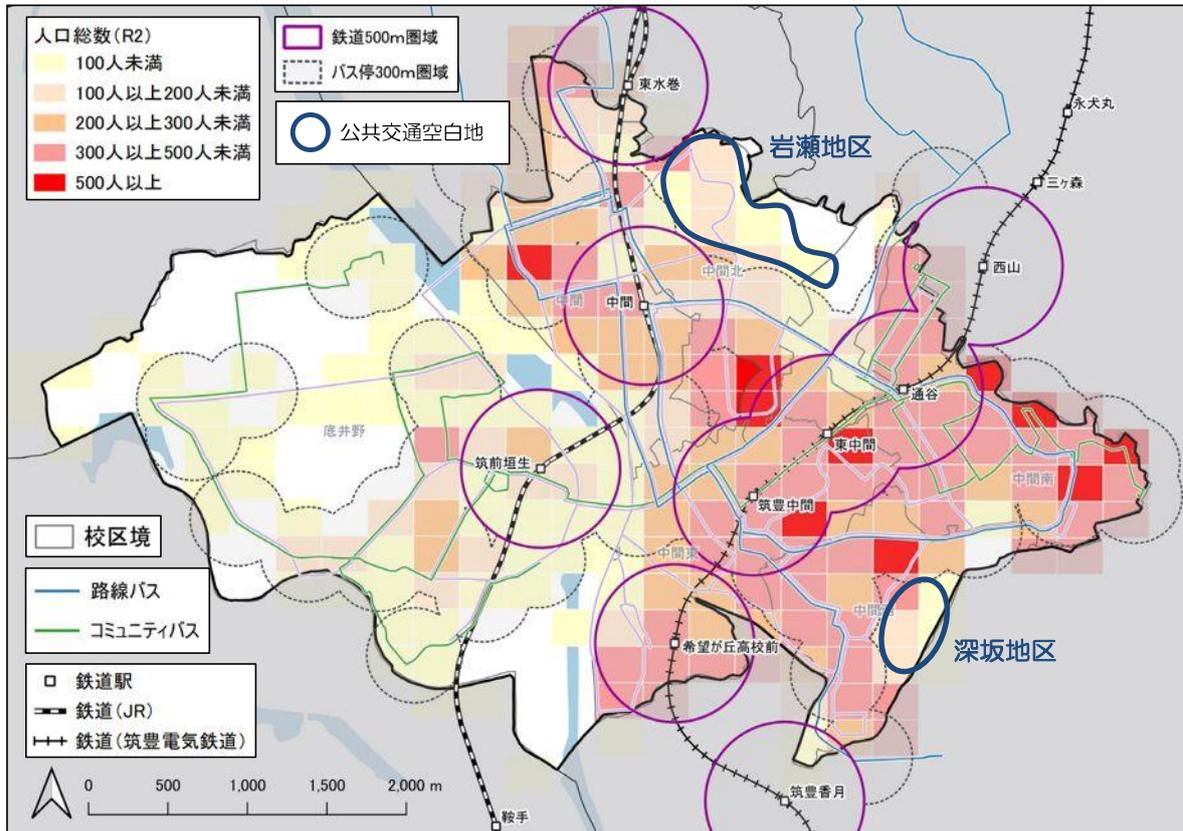 人口総数(R2)
100人未満
100人以上200人未満
200人以上300人未満
300人以上500人未満
500人以上
鉄道500m圏域
バス停300m圏域
公共交通空白地
東水巻
永犬丸
岩瀬地区
三ヶ森
西山
中間北
中間
中間
通谷
底井野
東中間
筑前垣生
中間南
筑豊中間
校区境
中間東
路線バス
コミュニティバス
希望が丘高校前
深坂地区
鉄道駅
鉄道(JR)
鉄道(筑豊電気鉄道)
筑豊香月
0 500 1,000 1,500 2,000 m
鞍手